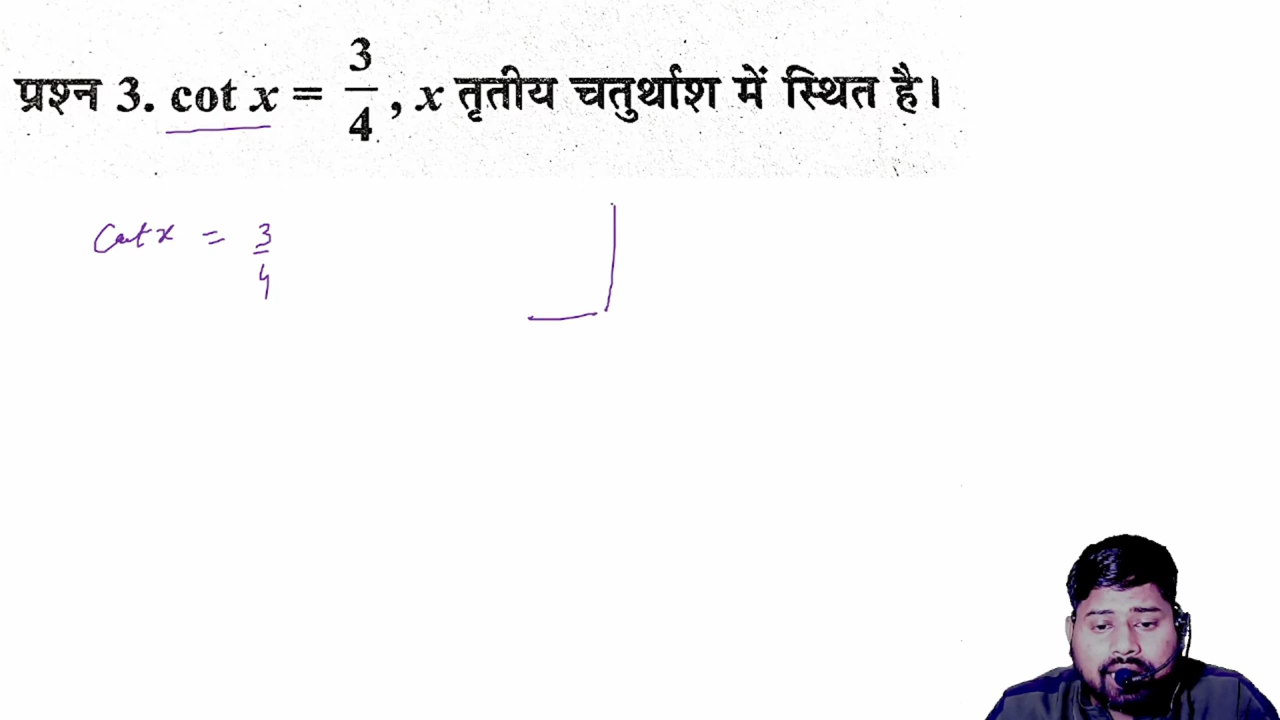 प्रश्न 3. cot x = 3/4, x तृतीय चतुर्थाश में स्थित है।
Cot x = 3/4